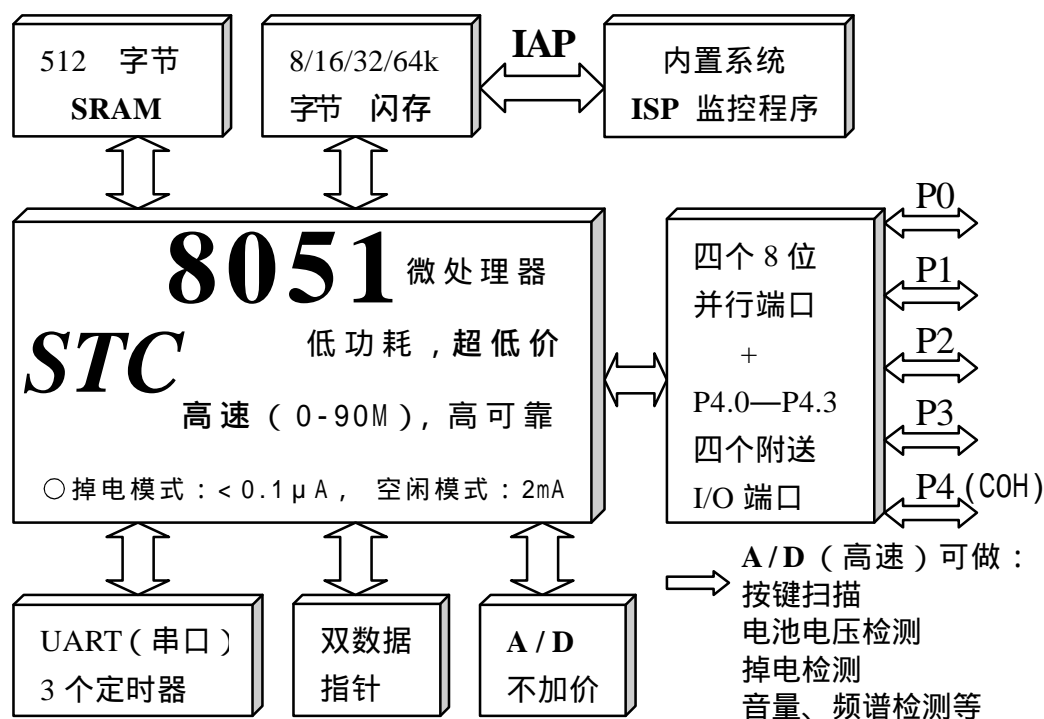 512 字节
SRAM
8/16/32/64k
字节 闪存
IAP
内置系统
ISP 监控程序
8051 微处理器
STC
低功耗,超低价
高速(0-90M),高可靠
○掉电模式:<0.1μA, 空闲模式:2mA
四个 8 位
并行端口
+
P4.0—P4.3
四个附送
I/O 端口
P0
P1
P2
P3
P4(C0H)
UART(串口)
3 个定时器
双数据
指针
A/D
不加价
A/D(高速)可做:
按键扫描
电池电压检测
掉电检测
音量、频谱检测等